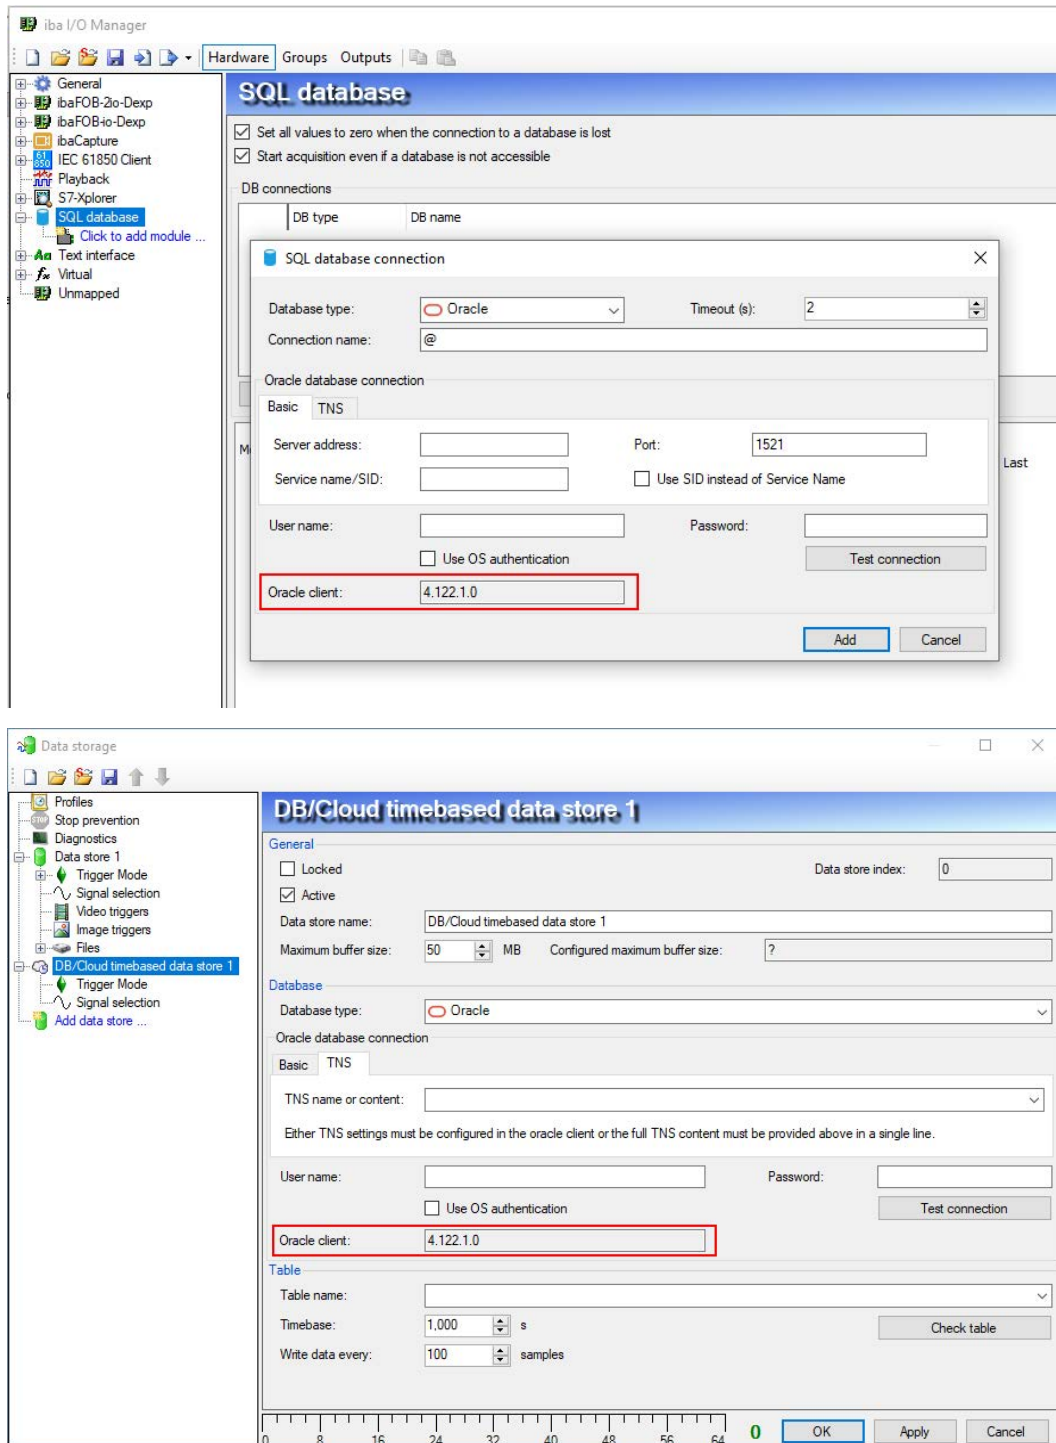 iba I/O Manager
Hardware Groups Outputs
General
ibaFOB-2io-Dexp
ibaFOB-io-Dexp
ibaCapture
61 850 IEC 61850 Client
Playback
S7-Xplorer
SQL database
Click to add module ...
Text interface
Virtual
Unmapped
SQL database
Set all values to zero when the connection to a database is lost
Start acquisition even if a database is not accessible
DB connections
DB type DB name
SQL database connection
Database type: Oracle Timeout (s): 2
Connection name: @
Oracle database connection
Basic TNS
Server address: Port: 1521
Service name/SID: Use SID instead of Service Name
User name: Password:
Use OS authentication Test connection
Oracle client: 4.122.1.0
Add Cancel
Last
Data storage
Profiles
Stop prevention
Diagnostics
Data store 1
Trigger Mode
Signal selection
Video triggers
Image triggers
Files
DB/Cloud timebased data store 1
Trigger Mode
Signal selection
Add data store ...
DB/Cloud timebased data store 1
General
Locked Data store index: 0
Active
Data store name: DB/Cloud timebased data store 1
Maximum buffer size: 50 MB Configured maximum buffer size: ?
Database
Database type: Oracle
Oracle database connection
Basic TNS
TNS name or content:
Either TNS settings must be configured in the oracle client or the full TNS content must be provided above in a single line.
User name: Password:
Use OS authentication Test connection
Oracle client: 4.122.1.0
Table
Table name:
Timebase: 1,000 s Check table
Write data every: 100 samples
0 8 16 24 32 40 48 56 64 0 OK Apply Cancel